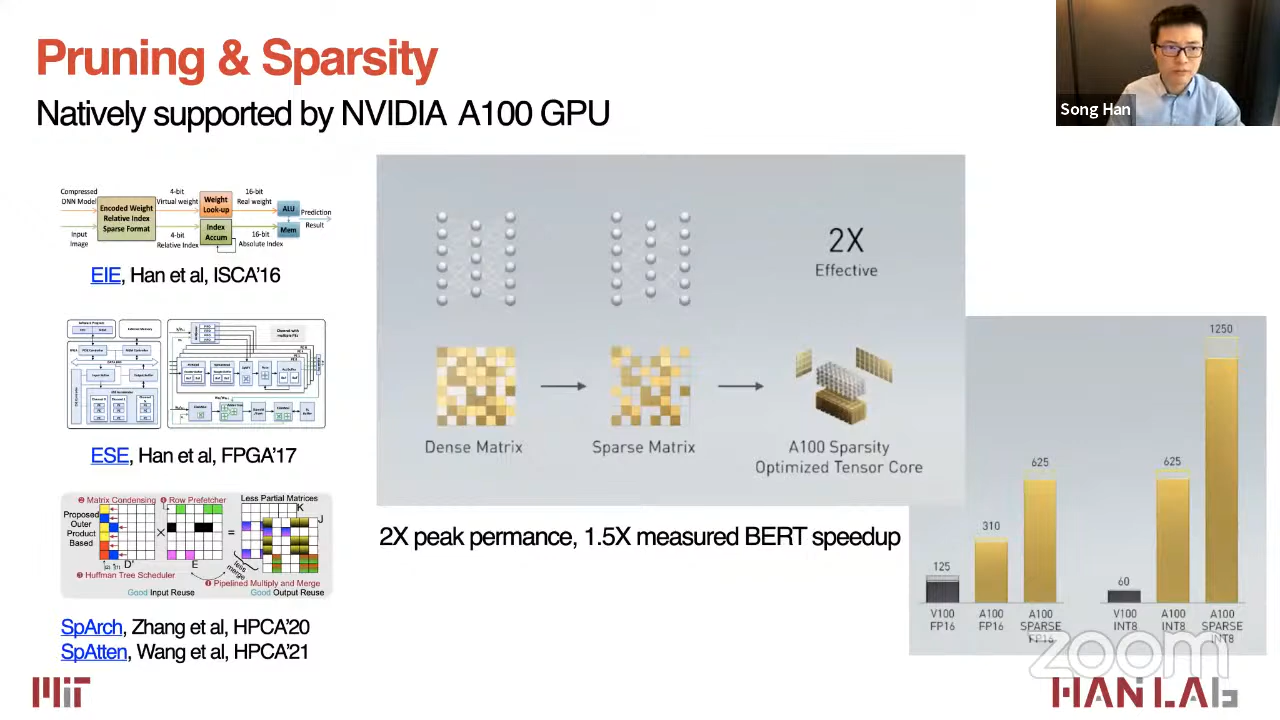 Pruning & Sparsity
Natively supported by NVIDIA A100 GPU
Song Han
Compressed
DNN Model
Input
Image
Encoded Weight
Relative Index
Sparse Format
4-bit
Virtual weight
4-bit
Relative Index
Weight
Look-up
Index
Accum
16-bit
Real weight
16-bit
Absolute Index
ALU
Mem
Prediction
Result
EIE, Han et al, ISCA'16
ESE, Han et al, FPGA'17
Matrix Condensing
Row Prefetcher
Less Partial Matrices
Proposed
Outer
Product
Based
K
J
D'
E
less
merge
Huffman Tree Scheduler
Pipelined Multiply and Merge
Good Input Reuse
Good Output Reuse
SpArch, Zhang et al, HPCA'20
SpAtten, Wang et al, HPCA'21
2X
Effective
Dense Matrix
Sparse Matrix
A100 Sparsity
Optimized Tensor Core
2X peak permance, 1.5X measured BERT speedup
125
310
625
60
625
1250
V100
FP16
A100
FP16
A100
SPARSE
FP16
V100
INT8
A100
INT8
A100
SPARSE
INT8
zoom
MIT
HAN LAB